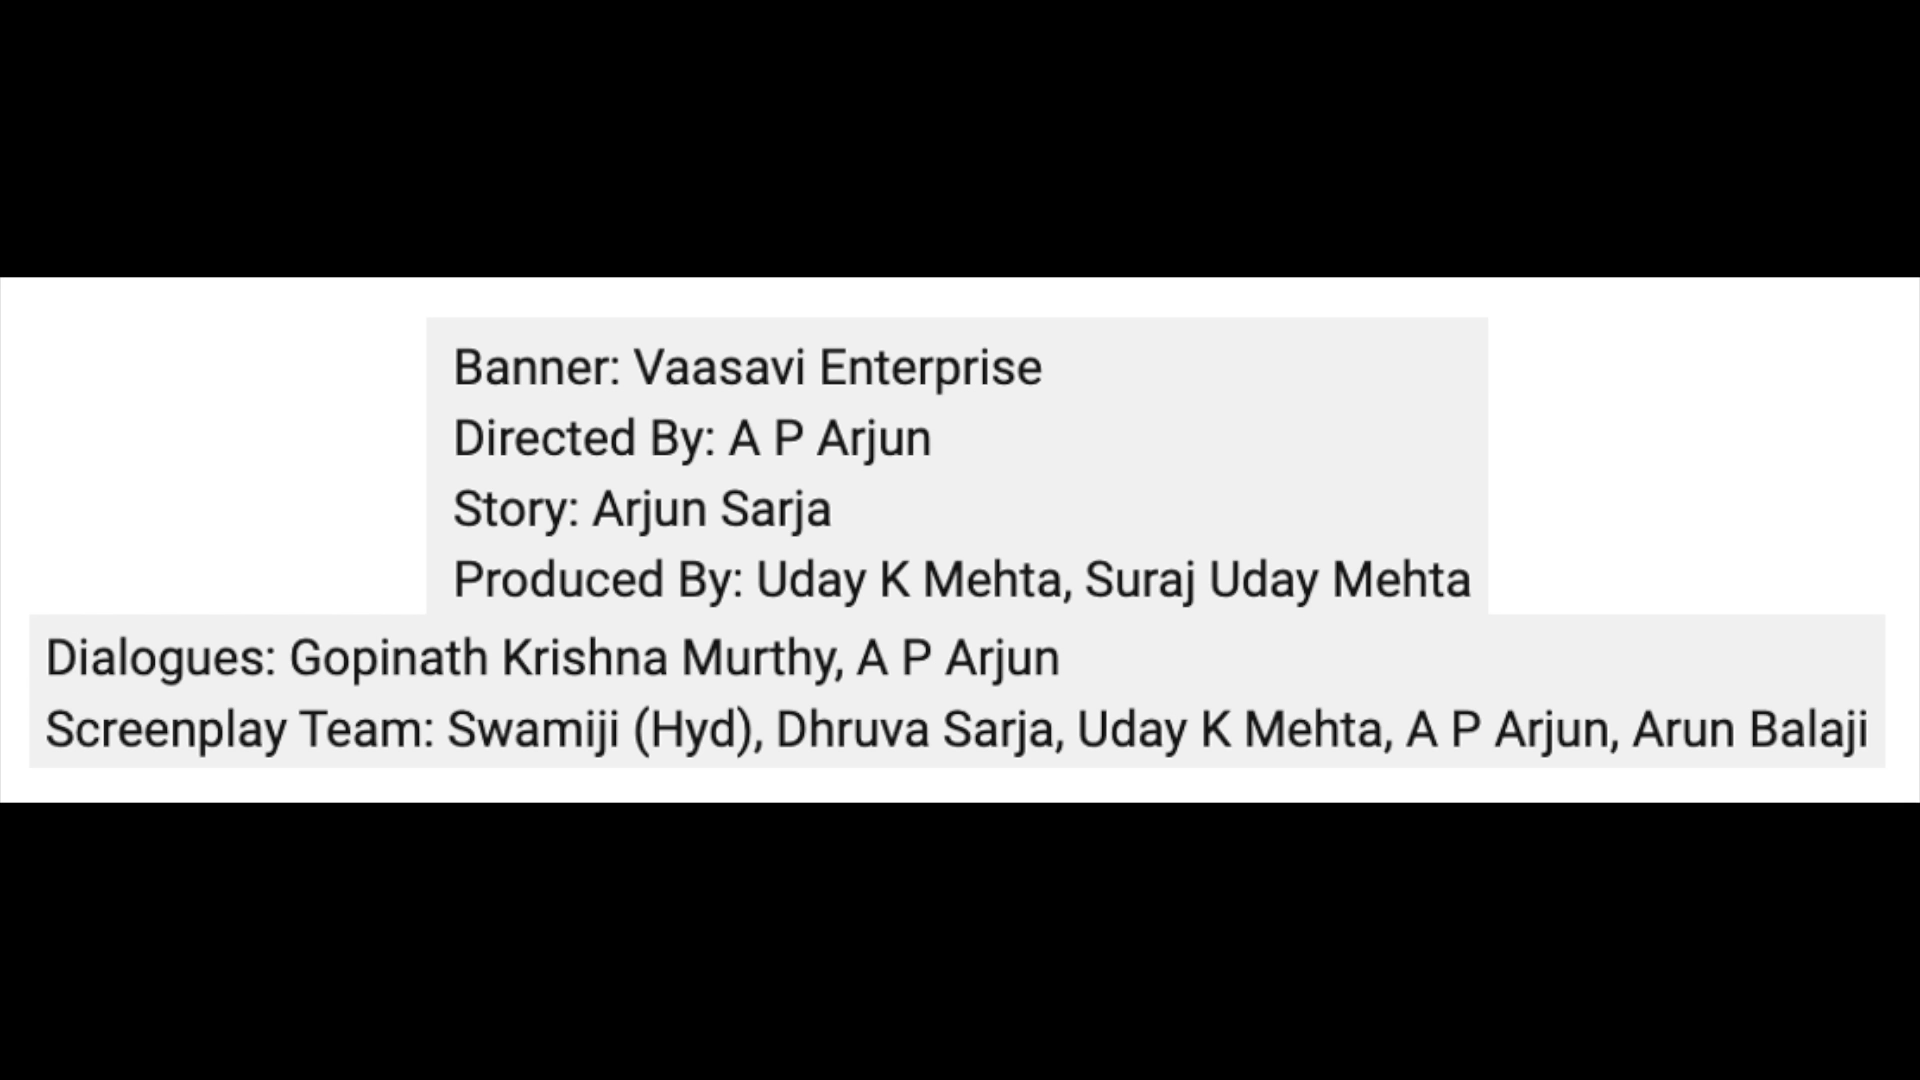 Banner: Vaasavi Enterprise
Directed By: A P Arjun
Story: Arjun Sarja
Produced By: Uday K Mehta, Suraj Uday Mehta
Dialogues: Gopinath Krishna Murthy, A P Arjun
Screenplay Team: Swamiji (Hyd), Dhruva Sarja, Uday K Mehta, A P Arjun, Arun Balaji